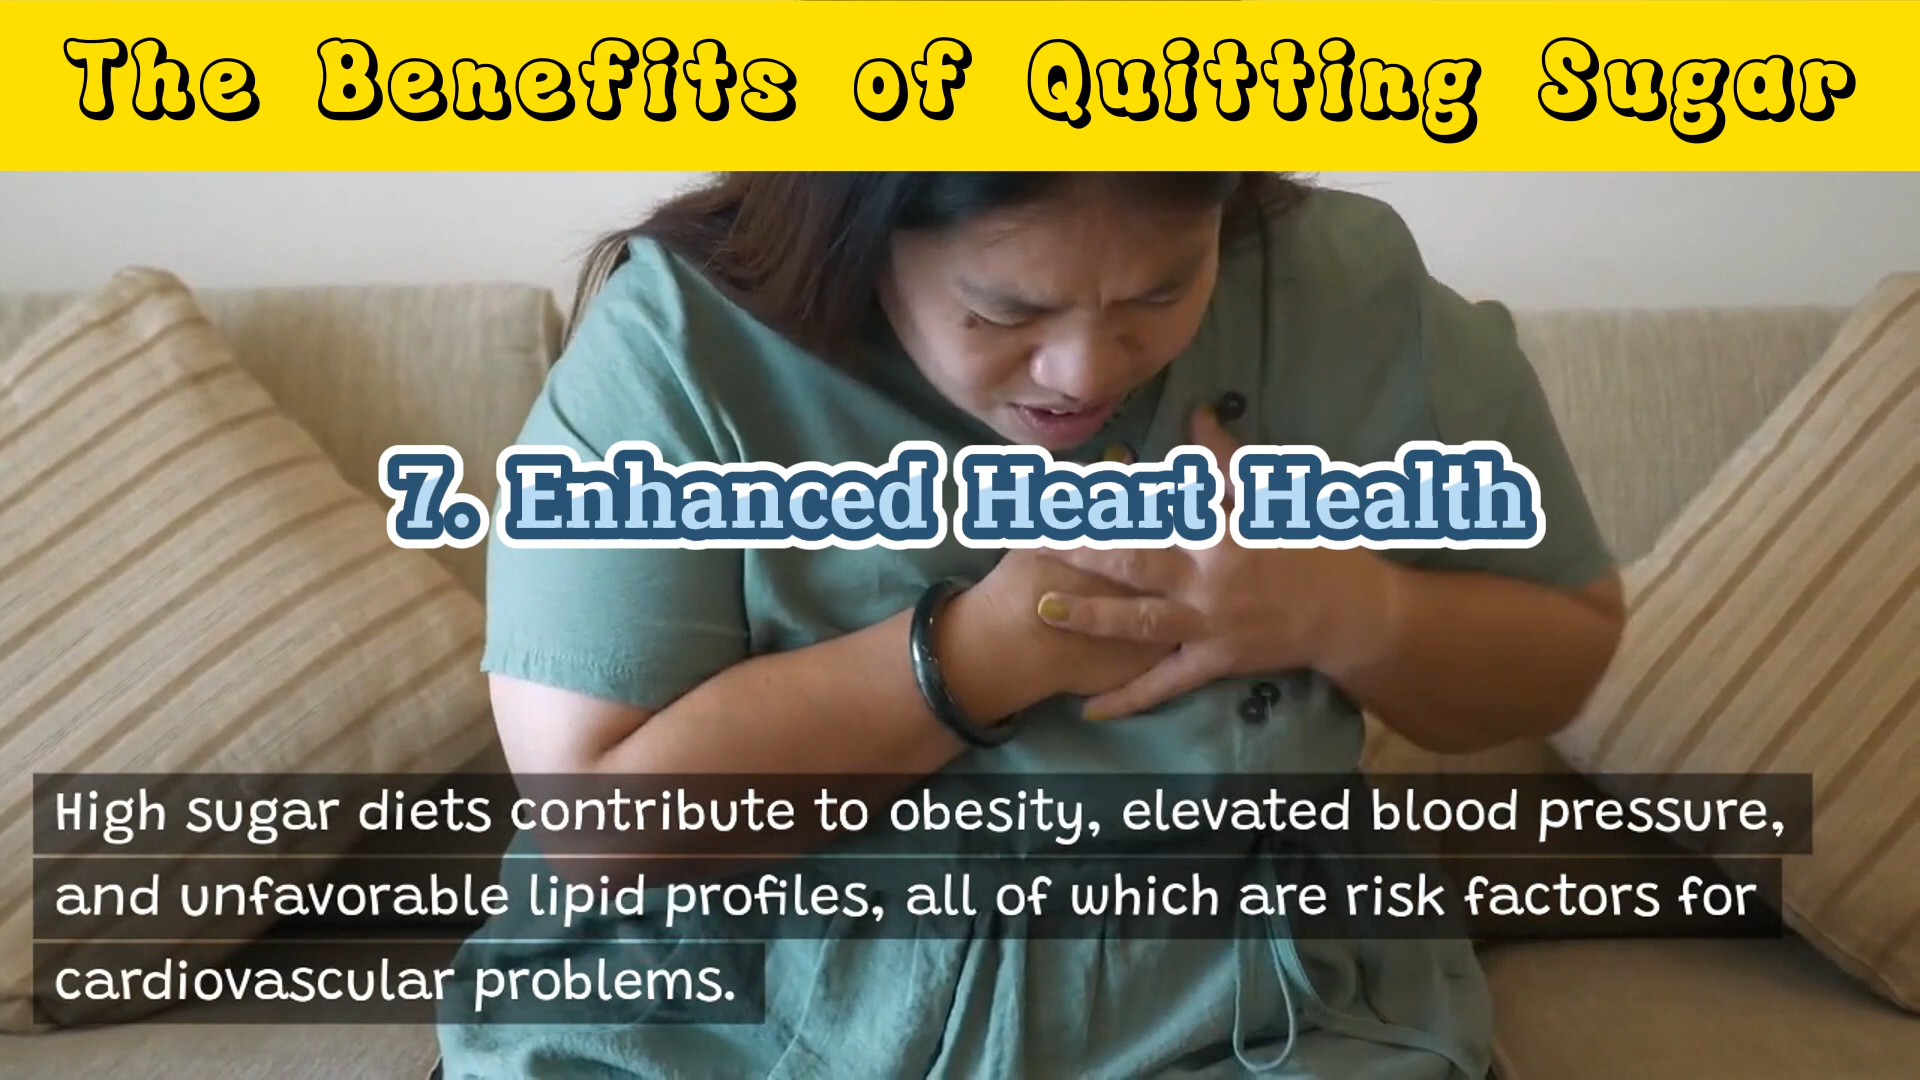 The Benefits of Quitting Sugar
7. Enhanced Heart Health
High sugar diets contribute to obesity, elevated blood pressure,
and unfavorable lipid profiles, all of which are risk factors for
cardiovascular problems.